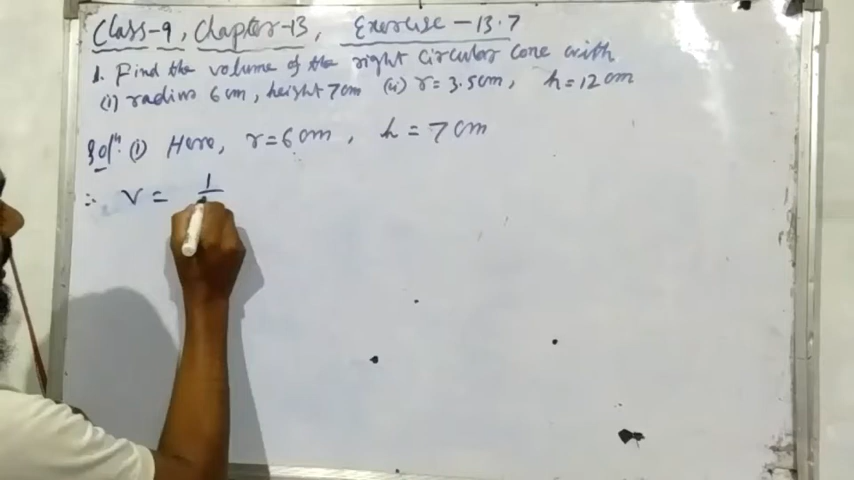 Class-9, Chapter-13, Exercise-13.7
1. Find the volume of the right circular cone with
(i) radius 6 cm, height 7 cm (ii) r = 3.5 cm, h = 12 cm
Solⁿ. (i) Here, r = 6 cm, h = 7 cm
∴ V = 1